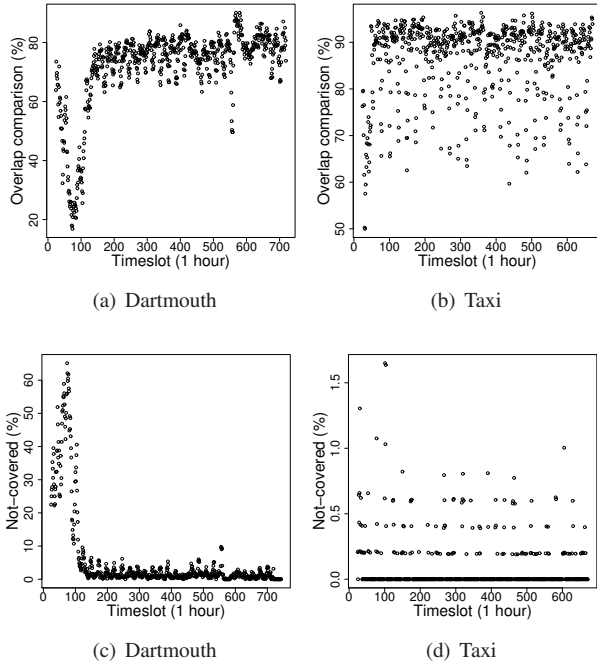 Overlap comparison (%)
20 40 60 80
0 100 200 300 400 500 600 700
Timeslot (1 hour)
(a) Dartmouth
Overlap comparison (%)
50 60 70 80 90
0 100 200 300 400 500 600
Timeslot (1 hour)
(b) Taxi
Not−covered (%)
0 10 20 30 40 50 60
0 100 200 300 400 500 600 700
Timeslot (1 hour)
(c) Dartmouth
Not−covered (%)
0.0 0.5 1.0 1.5
0 100 200 300 400 500 600
Timeslot (1 hour)
(d) Taxi